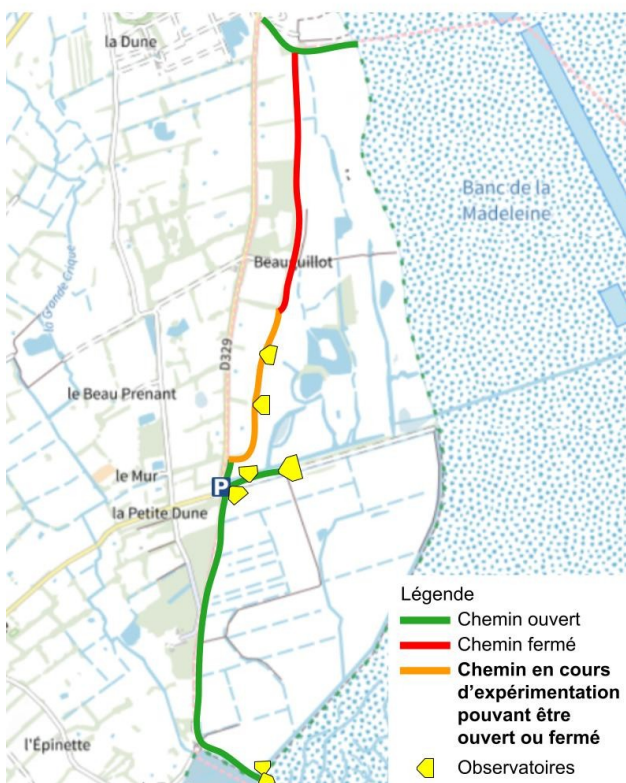 la Dune
Banc de la
Madeleine
Beauguillot
la Grande Crique
D329
le Beau Prenant
le Mur
P
la Petite Dune
l'Épinette
Légende
Chemin ouvert
Chemin fermé
Chemin en cours
d'expérimentation
pouvant être
ouvert ou fermé
Observatoires